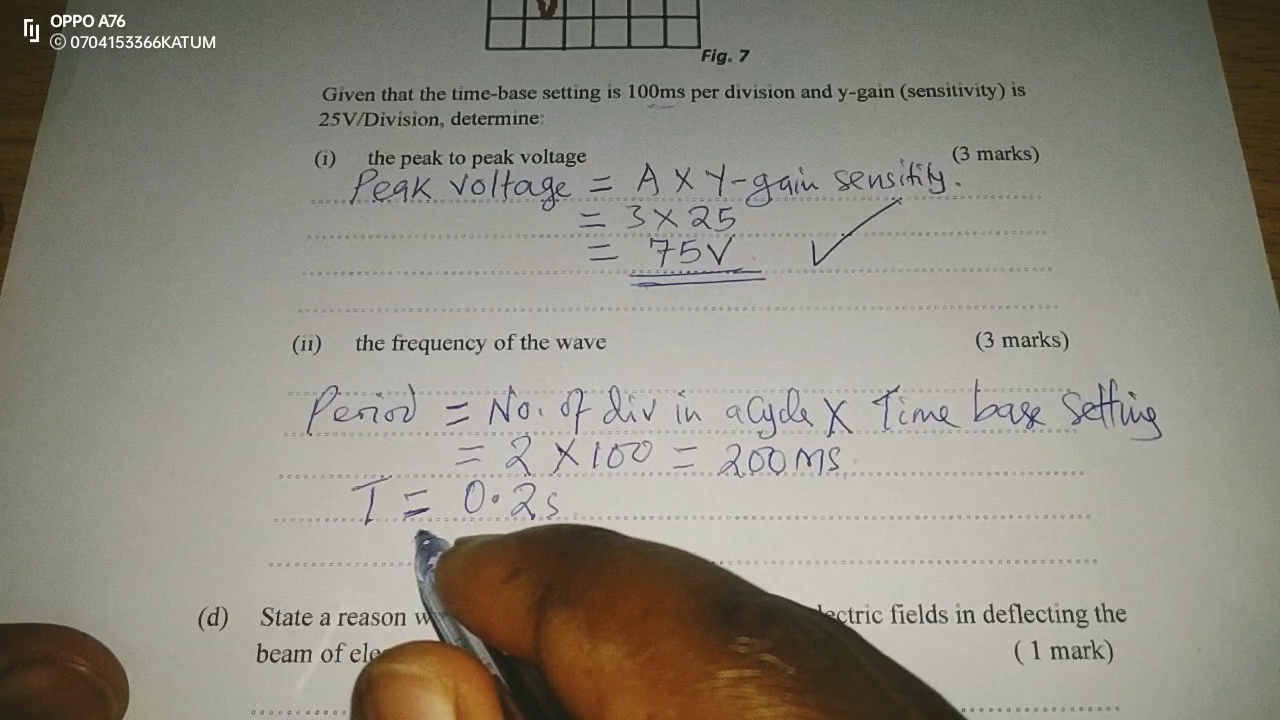 OPPO A76
© 0704153366KATUM
Fig. 7
Given that the time-base setting is 100ms per division and y-gain (sensitivity) is
25V/Division, determine:
(i) the peak to peak voltage (3 marks)
Peak voltage = A X Y-gain sensitity.
= 3 X 25
= 75V
(ii) the frequency of the wave (3 marks)
Period = No. of div in a cycle X Time base setting
= 2 X 100 = 200ms
T = 0.2s
(d) State a reason lectric fields in deflecting the
beam of ( 1 mark)